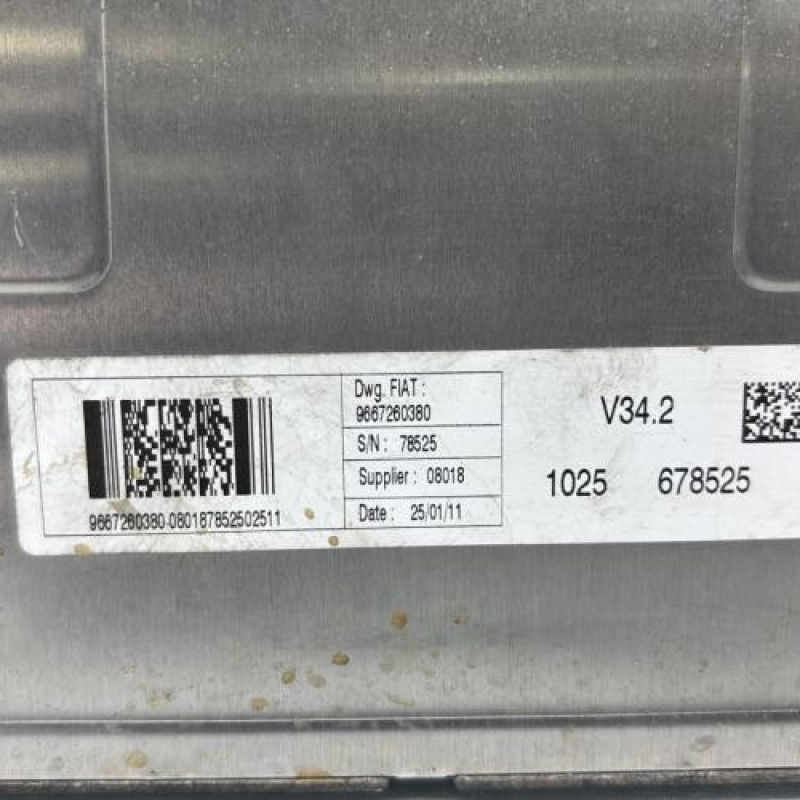 Dwg. FIAT :
9667260380
S/N : 78525
Supplier : 08018
Date : 25/01/11
9667260380 080187852502511
V34.2
1025 678525